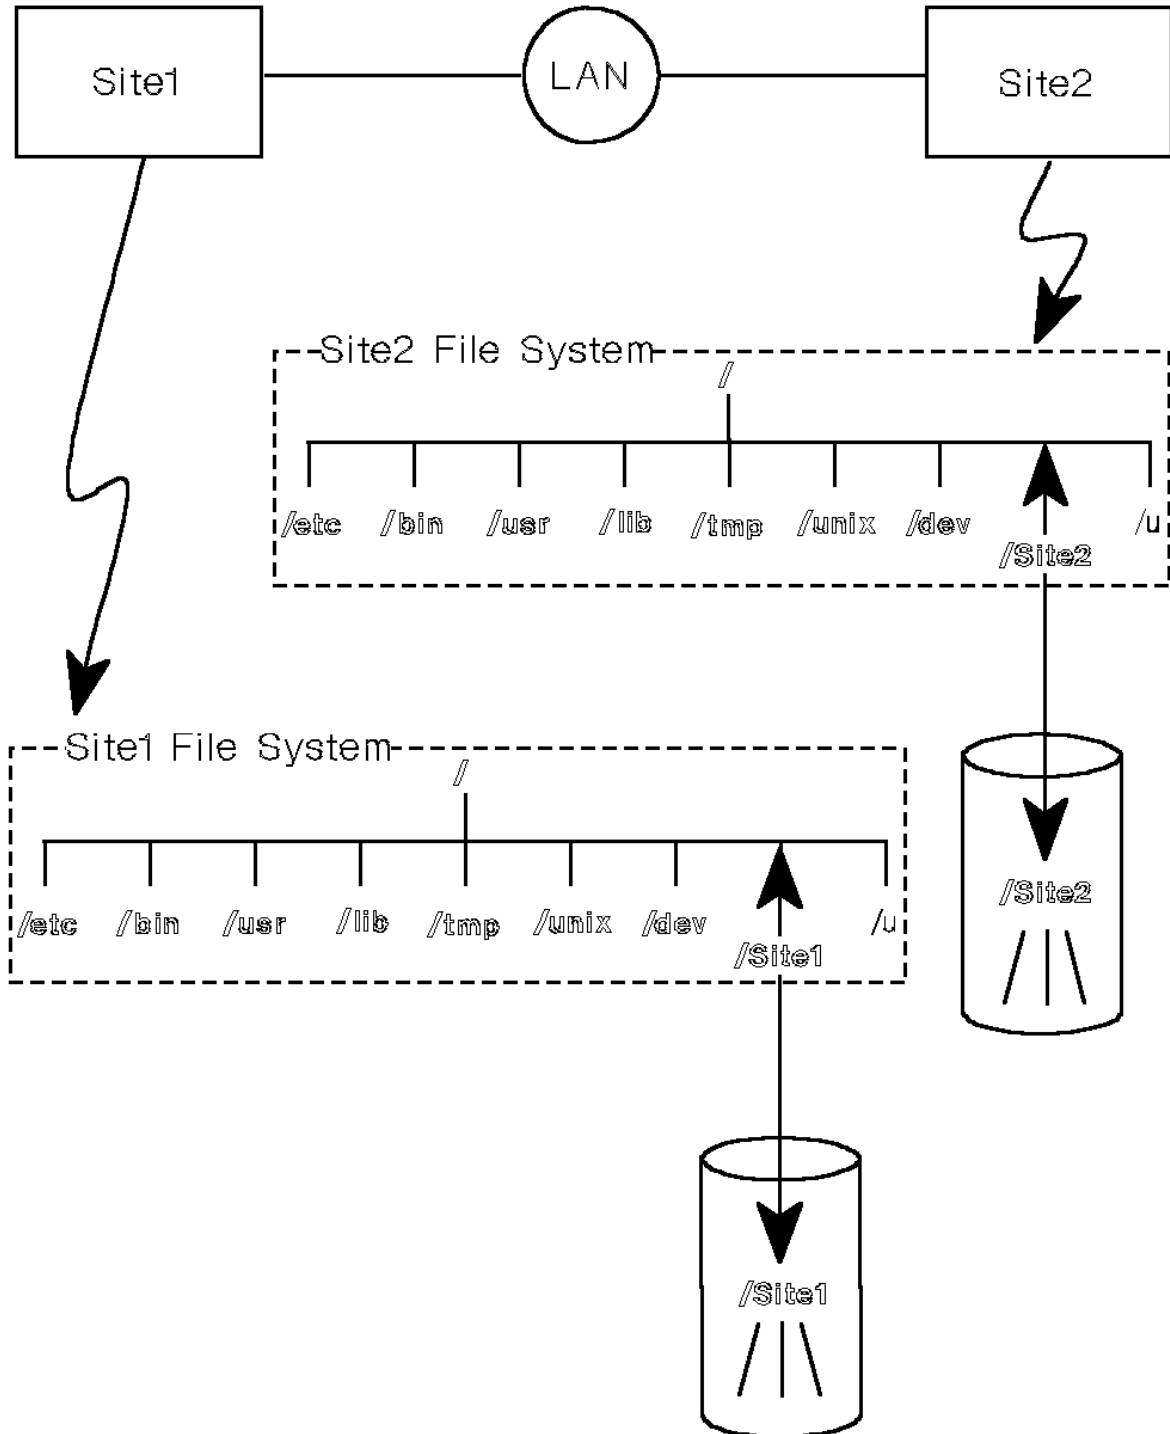 Site1 LAN Site2
Site2 File System
/
/etc /bin /usr /lib /tmp /unix /dev /Site2 /u
Site1 File System
/
/etc /bin /usr /lib /tmp /unix /dev /Site1 /u
/Site2
/Site1